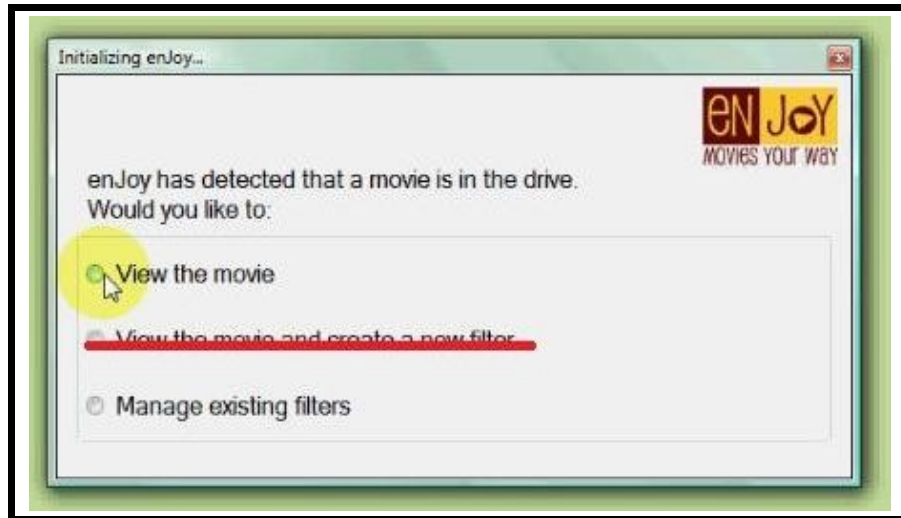 Initializing enJoy...
eN JoY
MOVIES YOUR WAY
enJoy has detected that a movie is in the drive.
Would you like to:
View the movie
View the movie and create a new filter
Manage existing filters